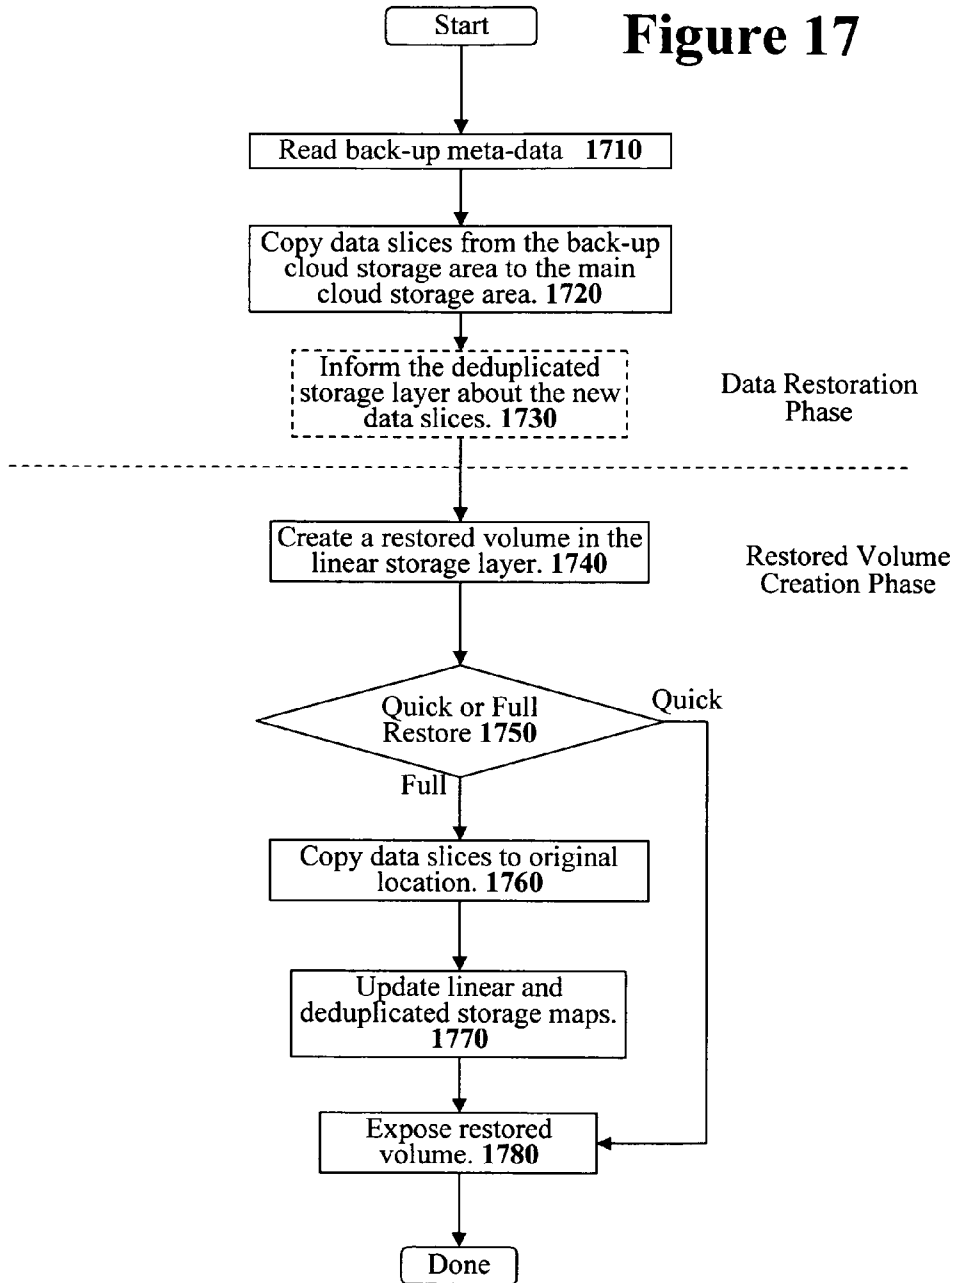 Start
Figure 17
Read back-up meta-data 1710
Copy data slices from the back-up
cloud storage area to the main
cloud storage area. 1720
Inform the deduplicated
storage layer about the new
data slices. 1730
Data Restoration
Phase
Create a restored volume in the
linear storage layer. 1740
Restored Volume
Creation Phase
Quick or Full
Restore 1750
Quick
Full
Copy data slices to original
location. 1760
Update linear and
deduplicated storage maps.
1770
Expose restored
volume. 1780
Done